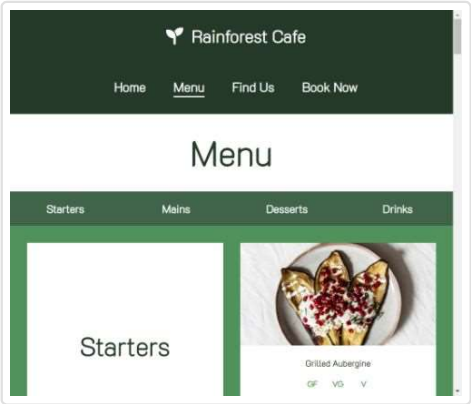 Rainforest Cafe
Home Menu Find Us Book Now
Menu
Starters Mains Desserts Drinks
Starters
Grilled Aubergine
GF VG V